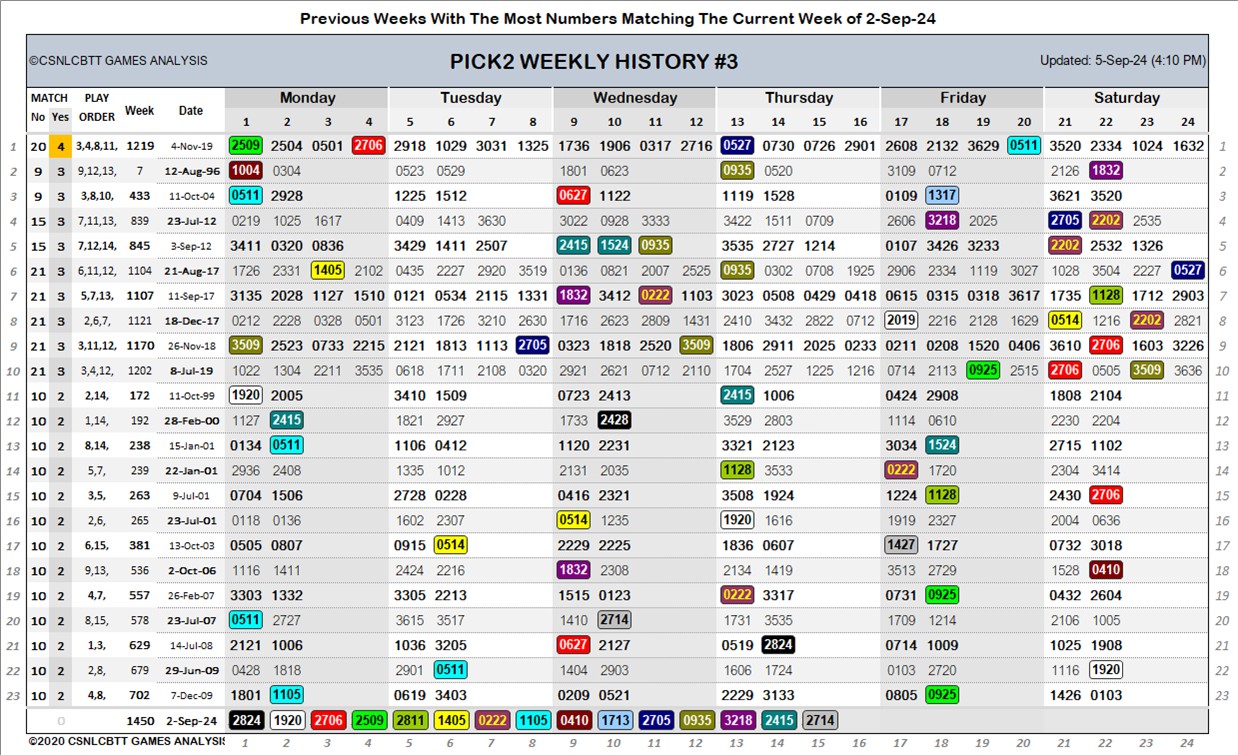 Previous Weeks With The Most Numbers Matching The Current Week of 2-Sep-24
©CSNLCBTT GAMES ANALYSIS PICK2 WEEKLY HISTORY #3 Updated: 5-Sep-24 (4:10 PM)
MATCH PLAY Week Date Monday Tuesday Wednesday Thursday Friday Saturday
No Yes ORDER 1 2 3 4 5 6 7 8 9 10 11 12 13 14 15 16 17 18 19 20 21 22 23 24
1 20 4 3,4,8,11, 1219 4-Nov-19 2509 2504 0501 2706 2918 1029 3031 1325 1736 1906 0317 2716 0527 0730 0726 2901 2608 2132 3629 0511 3520 2334 1024 1632 1
2 9 3 9,12,13, 7 12-Aug-96 1004 0304 0523 0529 1801 0623 0935 0520 3109 0712 2126 1832 2
3 9 3 3,8,10, 433 11-Oct-04 0511 2928 1225 1512 0627 1122 1119 1528 0109 1317 3621 3520 3
4 15 3 7,11,13, 839 23-Jul-12 0219 1025 1617 0409 1413 3630 3022 0928 3333 3422 1511 0709 2606 3218 2025 2705 2202 2535 4
5 15 3 7,12,14, 845 3-Sep-12 3411 0320 0836 3429 1411 2507 2415 1524 0935 3535 2727 1214 0107 3426 3233 2202 2532 1326 5
6 21 3 6,11,12, 1104 21-Aug-17 1726 2331 1405 2102 0435 2227 2920 3519 0136 0821 2007 2525 0935 0302 0708 1925 2906 2334 1119 3027 1028 3504 2227 0527 6
7 21 3 5,7,13, 1107 11-Sep-17 3135 2028 1127 1510 0121 0534 2115 1331 1832 3412 0222 1103 3023 0508 0429 0418 0615 0315 0318 3617 1735 1128 1712 2903 7
8 21 3 2,6,7, 1121 18-Dec-17 0212 2228 0328 0501 3123 1726 3210 2630 1716 2623 2809 1431 2410 3432 2822 0712 2019 2216 2128 1629 0514 1216 2202 2821 8
9 21 3 3,11,12, 1170 26-Nov-18 3509 2523 0733 2215 2121 1813 1113 2705 0323 1818 2520 3509 1806 2911 2025 0233 0211 0208 1520 0406 3610 2706 1603 3226 9
10 21 3 3,4,12, 1202 8-Jul-19 1022 1304 2211 3535 0618 1711 2108 0320 2921 2621 0712 2110 1704 2527 1225 1216 0714 2113 0925 2515 2706 0505 3509 3636 10
11 10 2 2,14, 172 11-Oct-99 1920 2005 3410 1509 0723 2413 2415 1006 0424 2908 1808 2104 11
12 10 2 1,14, 192 28-Feb-00 1127 2415 1821 2927 1733 2428 3529 2803 1114 0610 2230 2204 12
13 10 2 8,14, 238 15-Jan-01 0134 0511 1106 0412 1120 2231 3321 2123 3034 1524 2715 1102 13
14 10 2 5,7, 239 22-Jan-01 2936 2408 1335 1012 2131 2035 1128 3533 0222 1720 2304 3414 14
15 10 2 3,5, 263 9-Jul-01 0704 1506 2728 0228 0416 2321 3508 1924 1224 1128 2430 2706 15
16 10 2 2,6, 265 23-Jul-01 0118 0136 1602 2307 0514 1235 1920 1616 1919 2327 2004 0636 16
17 10 2 6,15, 381 13-Oct-03 0505 0807 0915 0514 2229 2225 1836 0607 1427 1727 0732 3018 17
18 10 2 9,13, 536 2-Oct-06 1116 1411 2424 2216 1832 2308 2134 1419 3513 2729 1528 0410 18
19 10 2 4,7, 557 26-Feb-07 3303 1332 3305 2213 1515 0123 0222 3317 0731 0925 0432 2604 19
20 10 2 8,15, 578 23-Jul-07 0511 2727 3615 3517 1410 2714 1731 3535 1709 1214 2106 1005 20
21 10 2 1,3, 629 14-Jul-08 2121 1006 1036 3205 0627 2127 0519 2824 0714 1009 1025 1908 21
22 10 2 2,8, 679 29-Jun-09 0428 1818 2901 0511 1404 2903 1606 1724 0103 2720 1116 1920 22
23 10 2 4,8, 702 7-Dec-09 1801 1105 0619 3403 0209 0521 2229 3133 0805 0925 1426 0103 23
0 1450 2-Sep-24 2824 1920 2706 2509 2811 1405 0222 1105 0410 1713 2705 0935 3218 2415 2714
©2020 CSNLCBTT GAMES ANALYSIS 1 2 3 4 5 6 7 8 9 10 11 12 13 14 15 16 17 18 19 20 21 22 23 24